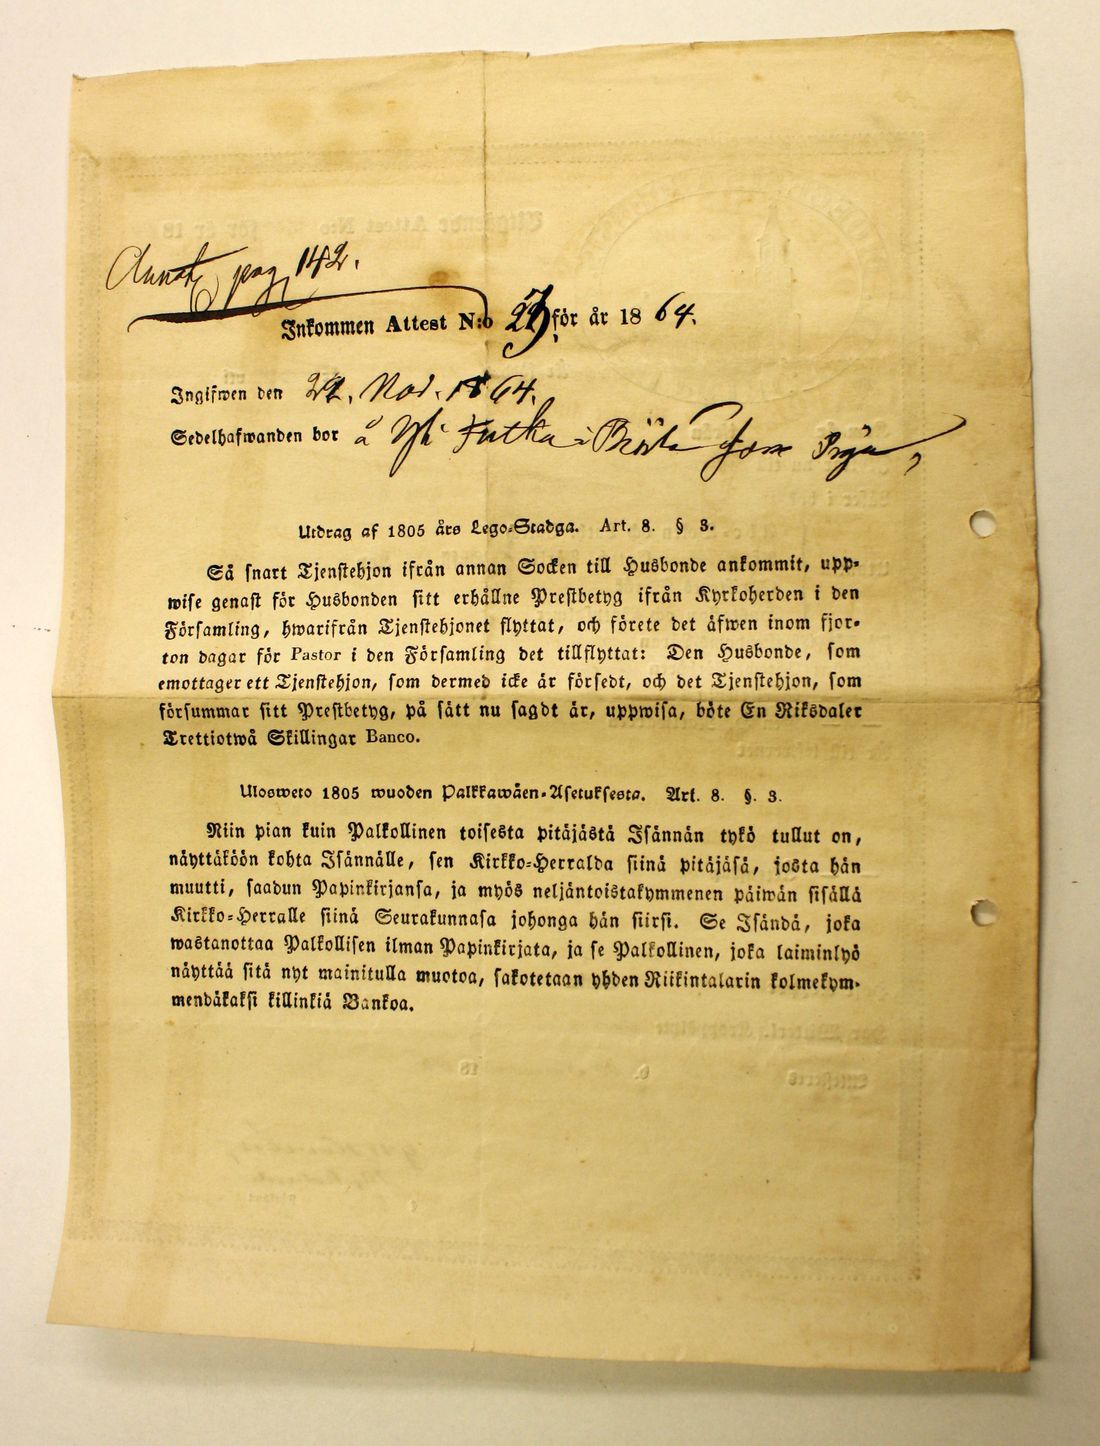 Annot. pag 142.
Inkommen Attest N:o för år 1864.
Ingifwen den 22. Nov. 1864.
Sedelhafwanden bor å Yli i som Piga,
Utdrag af 1805 års Lego-Stadga. Art. 8. § 3.
Så snart Tjenstehjon ifrån annan Socken till Husbonde ankommit, upp-
wise genast för Husbonden sitt erhållne Prestbetyg ifrån Kyrkoherden i den
Församling, hwarifrån Tjenstehjonet flyttat, och förete det äfwen inom fjor-
ton dagar för Pastor i den Församling det tillflyttat: Den Husbonde, som
emottager ett Tjenstehjon, som dermed icke är försedt, och det Tjenstehjon, som
försummar sitt Prestbetyg, på sätt nu sagdt är, uppwisa, böte En Riksdaler
Trettiotwå Skillingar Banco.
Ulosweto 1805 wuoden Palkkawäen-Asetuksesta. Art. 8. §. 3.
Niin pian kuin Palkollinen toisesta pitäjästä Isännän tykö tullut on,
näyttäköön kohta Isännälle, sen Kirkko-Herralda siinä pitäjäsä, josta hän
muutti, saadun Papinkirjansa, ja myös neljäntoistakymmenen päiwän sisällä
Kirkko-Herralle siinä Seurakunnasa johonga hän siirsi. Se Isändä, joka
wastanottaa Palkollisen ilman Papinkirjata, ja se Palkollinen, joka laiminlyö
näyttää sitä nyt mainitulla muotoa, sakotetaan yhden Riikintalarin kolmekym-
mendäkaksi killinkiä Bankoa.